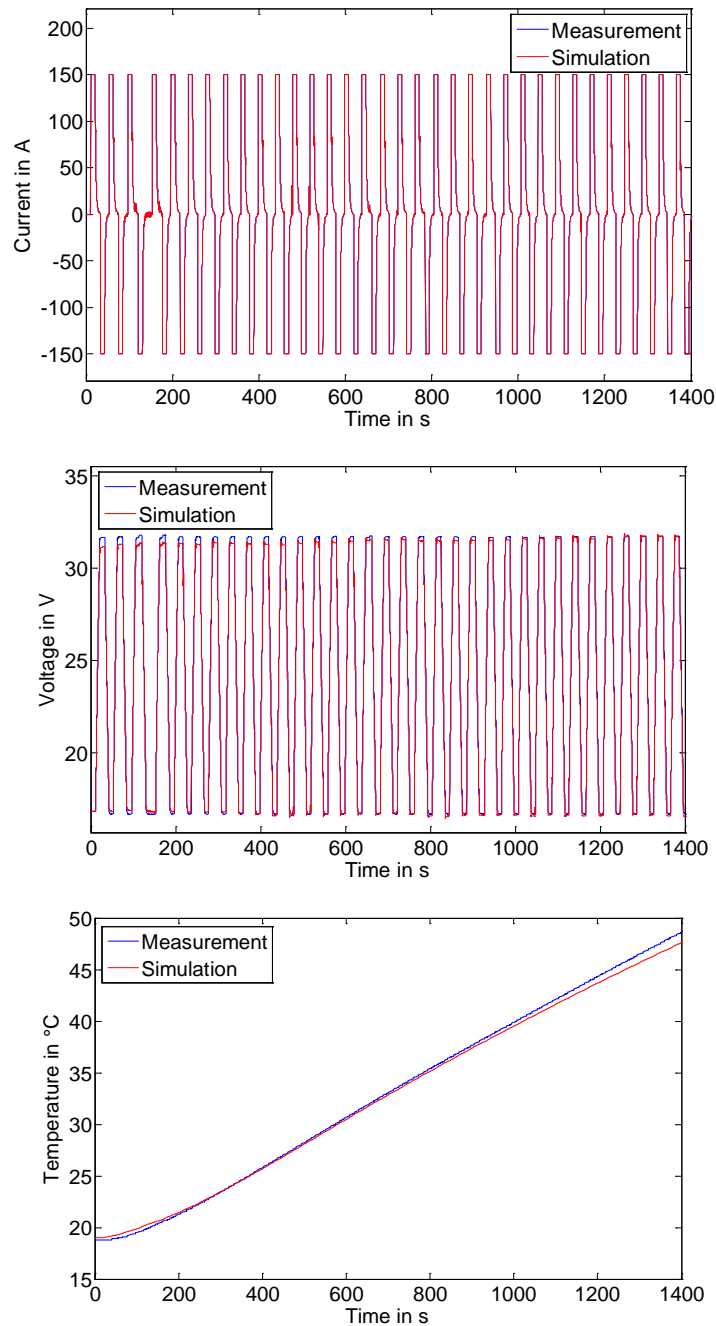 200
150
100
50
0
-50
-100
-150
Current in A
Measurement
Simulation
0 200 400 600 800 1000 1200 1400
Time in s
35
30
25
20
Voltage in V
Measurement
Simulation
0 200 400 600 800 1000 1200 1400
Time in s
50
45
40
35
30
25
20
15
Temperature in °C
Measurement
Simulation
0 200 400 600 800 1000 1200 1400
Time in s